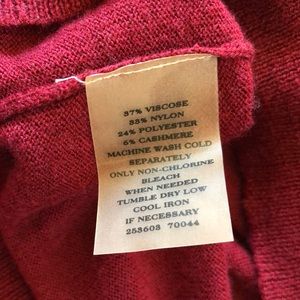 37% VISCOSE
33% NYLON
24% POLYESTER
6% CASHMERE
MACHINE WASH COLD
SEPARATELY
ONLY NON-CHLORINE
BLEACH
WHEN NEEDED
TUMBLE DRY LOW
COOL IRON
IF NECESSARY
253603 70044